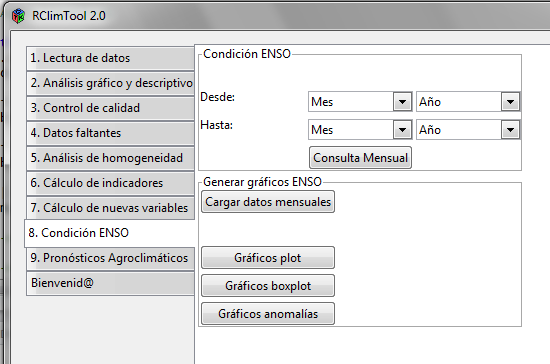 RClimTool 2.0
1. Lectura de datos
2. Análisis gráfico y descriptivo
3. Control de calidad
4. Datos faltantes
5. Análisis de homogeneidad
6. Cálculo de indicadores
7. Cálculo de nuevas variables
8. Condición ENSO
9. Pronósticos Agroclimáticos
Bienvenid@
Condición ENSO
Desde: Mes Año
Hasta: Mes Año
Consulta Mensual
Generar gráficos ENSO
Cargar datos mensuales
Gráficos plot
Gráficos boxplot
Gráficos anomalías